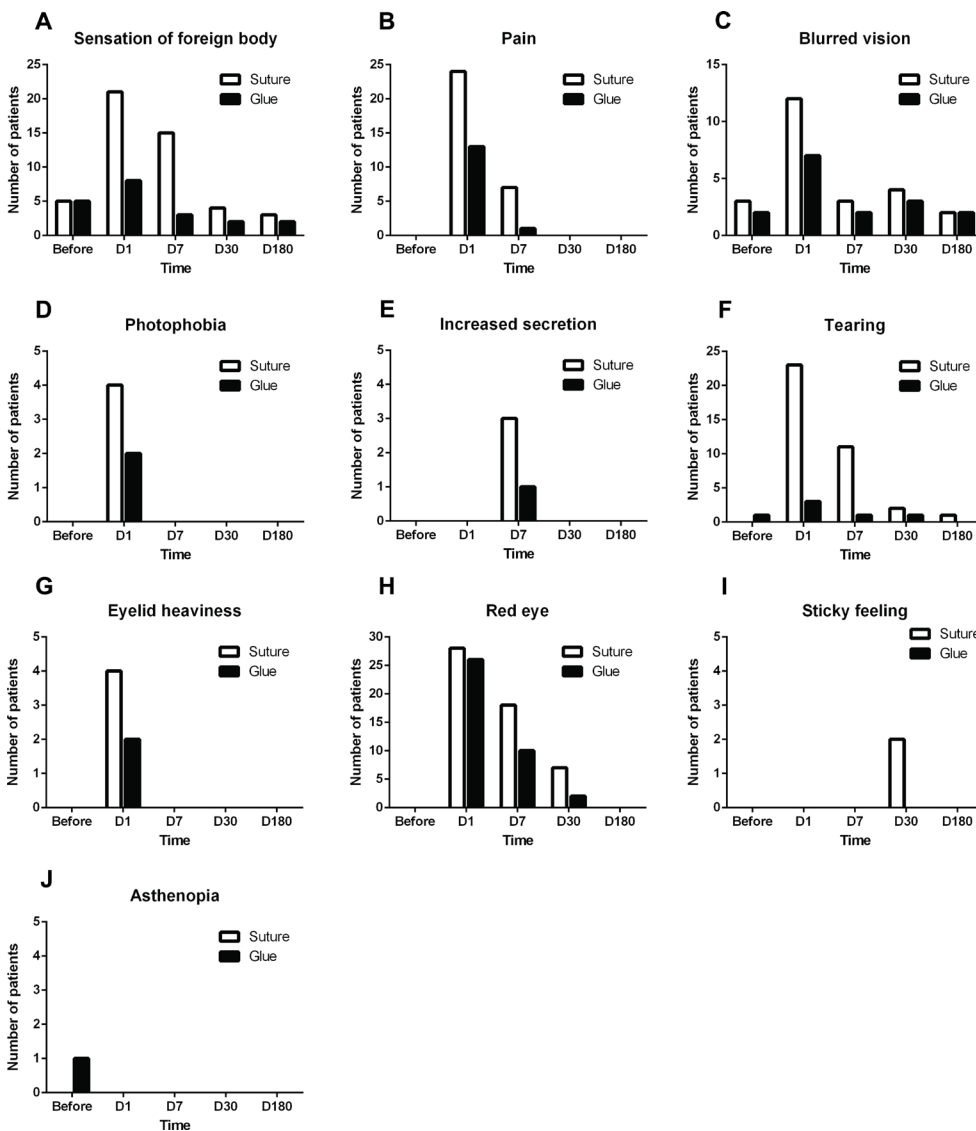 A
Sensation of foreign body
Number of patients
25
20
15
10
5
0
Suture
Glue
Before D1 D7 D30 D180
Time
B
Pain
Number of patients
25
20
15
10
5
0
Suture
Glue
Before D1 D7 D30 D180
Time
C
Blurred vision
Number of patients
15
10
5
0
Suture
Glue
Before D1 D7 D30 D180
Time
D
Photophobia
Number of patients
5
4
3
2
1
0
Suture
Glue
Before D1 D7 D30 D180
Time
E
Increased secretion
Number of patients
5
4
3
2
1
0
Suture
Glue
Before D1 D7 D30 D180
Time
F
Tearing
Number of patients
25
20
15
10
5
0
Suture
Glue
Before D1 D7 D30 D180
Time
G
Eyelid heaviness
Number of patients
5
4
3
2
1
0
Suture
Glue
Before D1 D7 D30 D180
Time
H
Red eye
Number of patients
30
25
20
15
10
5
0
Suture
Glue
Before D1 D7 D30 D180
Time
I
Sticky feeling
Number of patients
5
4
3
2
1
0
Suture
Glue
Before D1 D7 D30 D180
Time
J
Asthenopia
Number of patients
5
4
3
2
1
0
Suture
Glue
Before D1 D7 D30 D180
Time